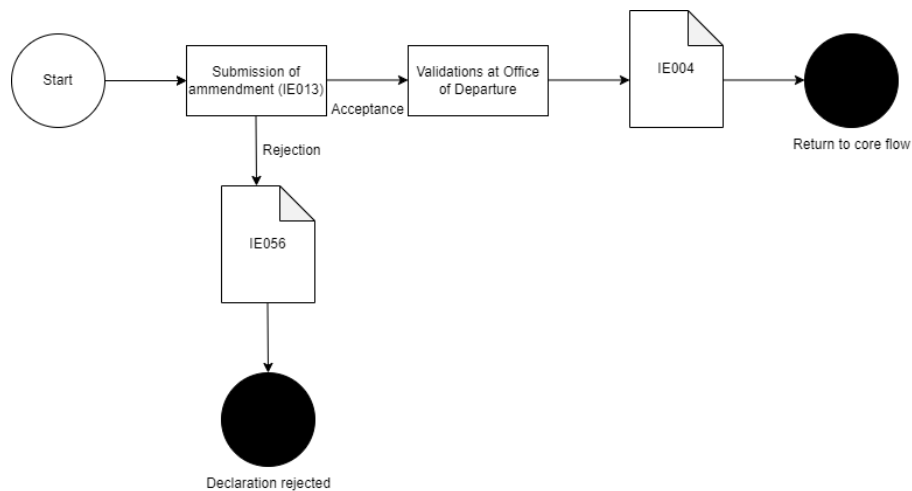 Start
Submission of
ammendment (IE013)
Acceptance
Validations at Office
of Departure
IE004
Return to core flow
Rejection
IE056
Declaration rejected